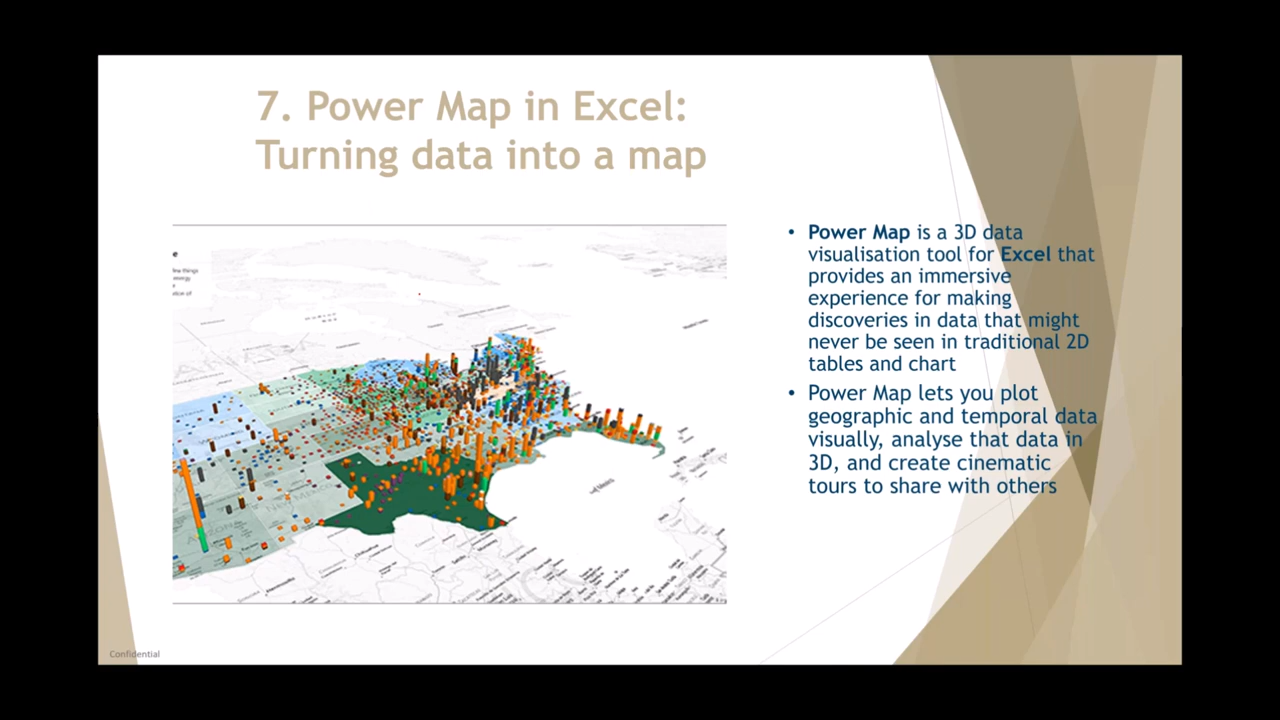 7. Power Map in Excel:
Turning data into a map
• Power Map is a 3D data
visualisation tool for Excel that
provides an immersive
experience for making
discoveries in data that might
never be seen in traditional 2D
tables and chart
• Power Map lets you plot
geographic and temporal data
visually, analyse that data in
3D, and create cinematic
tours to share with others
Confidential